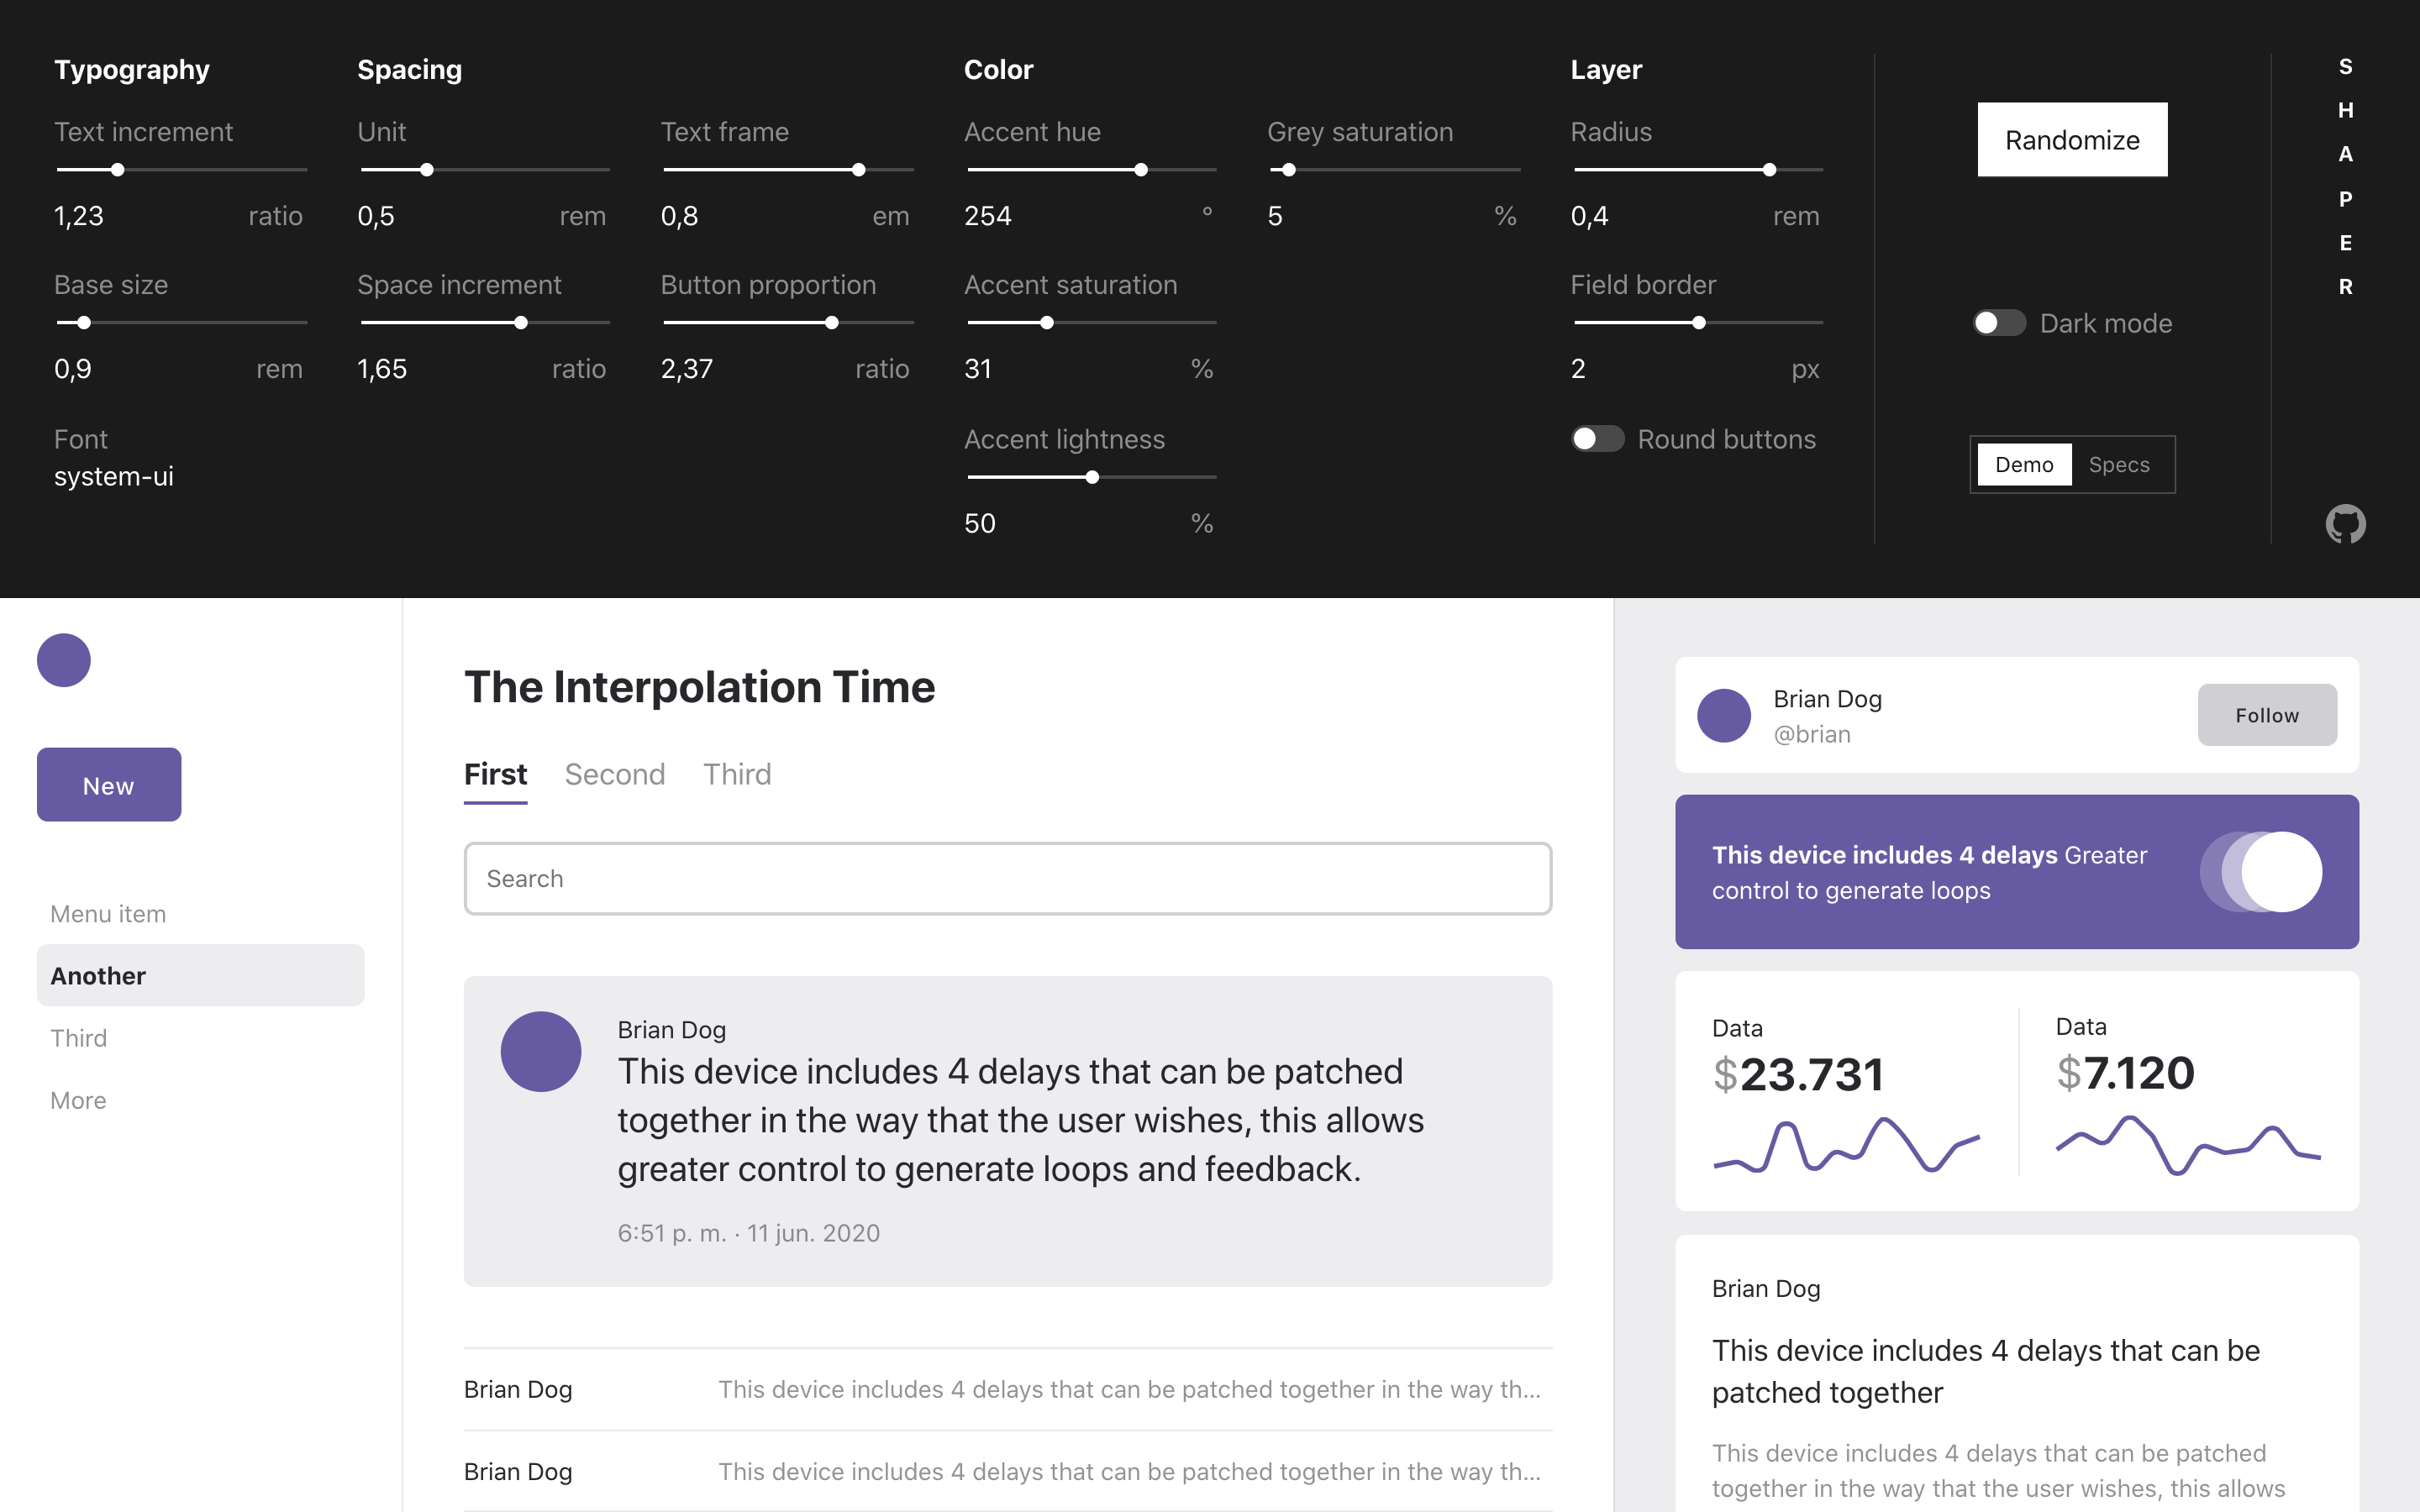 Typography
Text increment
1,23 ratio
Base size
0,9 rem
Font
system-ui
Spacing
Unit
0,5 rem
Space increment
1,65 ratio
Text frame
0,8 em
Button proportion
2,37 ratio
Color
Accent hue
254 °
Accent saturation
31 %
Accent lightness
50 %
Grey saturation
5 %
Layer
Radius
0,4 rem
Field border
2 px
Round buttons
Randomize
Dark mode
Demo Specs
S
H
A
P
E
R
New
Menu item
Another
Third
More
The Interpolation Time
First Second Third
Search
Brian Dog
This device includes 4 delays that can be patched
together in the way that the user wishes, this allows
greater control to generate loops and feedback.
6:51 p. m. · 11 jun. 2020
Brian Dog This device includes 4 delays that can be patched together in the way th...
Brian Dog This device includes 4 delays that can be patched together in the way th...
Brian Dog
@brian
Follow
This device includes 4 delays Greater
control to generate loops
Data
$23.731
Data
$7.120
Brian Dog
This device includes 4 delays that can be
patched together
This device includes 4 delays that can be patched
together in the way that the user wishes, this allows